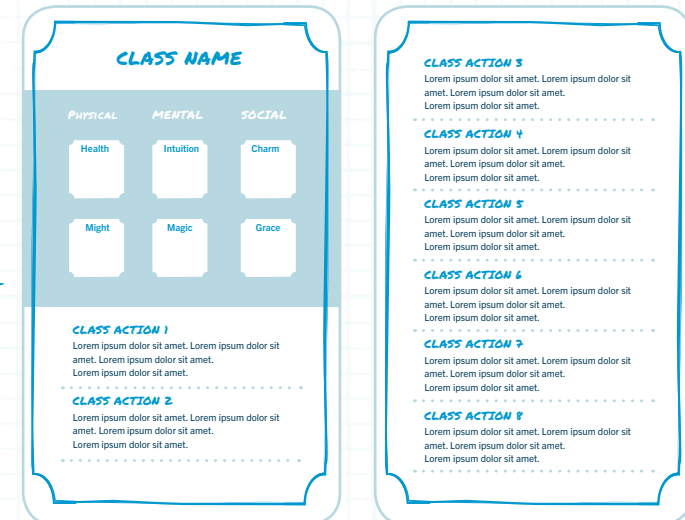 CLASS NAME
Physical MENTAL SOCIAL
Health Intuition Charm
Might Magic Grace
CLASS ACTION 1
Lorem ipsum dolor sit amet. Lorem ipsum dolor sit
amet. Lorem ipsum dolor sit amet.
Lorem ipsum dolor sit amet.
CLASS ACTION 2
Lorem ipsum dolor sit amet. Lorem ipsum dolor sit
amet. Lorem ipsum dolor sit amet.
Lorem ipsum dolor sit amet.
CLASS ACTION 3
Lorem ipsum dolor sit amet. Lorem ipsum dolor sit
amet. Lorem ipsum dolor sit amet.
Lorem ipsum dolor sit amet.
CLASS ACTION 4
Lorem ipsum dolor sit amet. Lorem ipsum dolor sit
amet. Lorem ipsum dolor sit amet.
Lorem ipsum dolor sit amet.
CLASS ACTION 5
Lorem ipsum dolor sit amet. Lorem ipsum dolor sit
amet. Lorem ipsum dolor sit amet.
Lorem ipsum dolor sit amet.
CLASS ACTION 6
Lorem ipsum dolor sit amet. Lorem ipsum dolor sit
amet. Lorem ipsum dolor sit amet.
Lorem ipsum dolor sit amet.
CLASS ACTION 7
Lorem ipsum dolor sit amet. Lorem ipsum dolor sit
amet. Lorem ipsum dolor sit amet.
Lorem ipsum dolor sit amet.
CLASS ACTION 8
Lorem ipsum dolor sit amet. Lorem ipsum dolor sit
amet. Lorem ipsum dolor sit amet.
Lorem ipsum dolor sit amet.